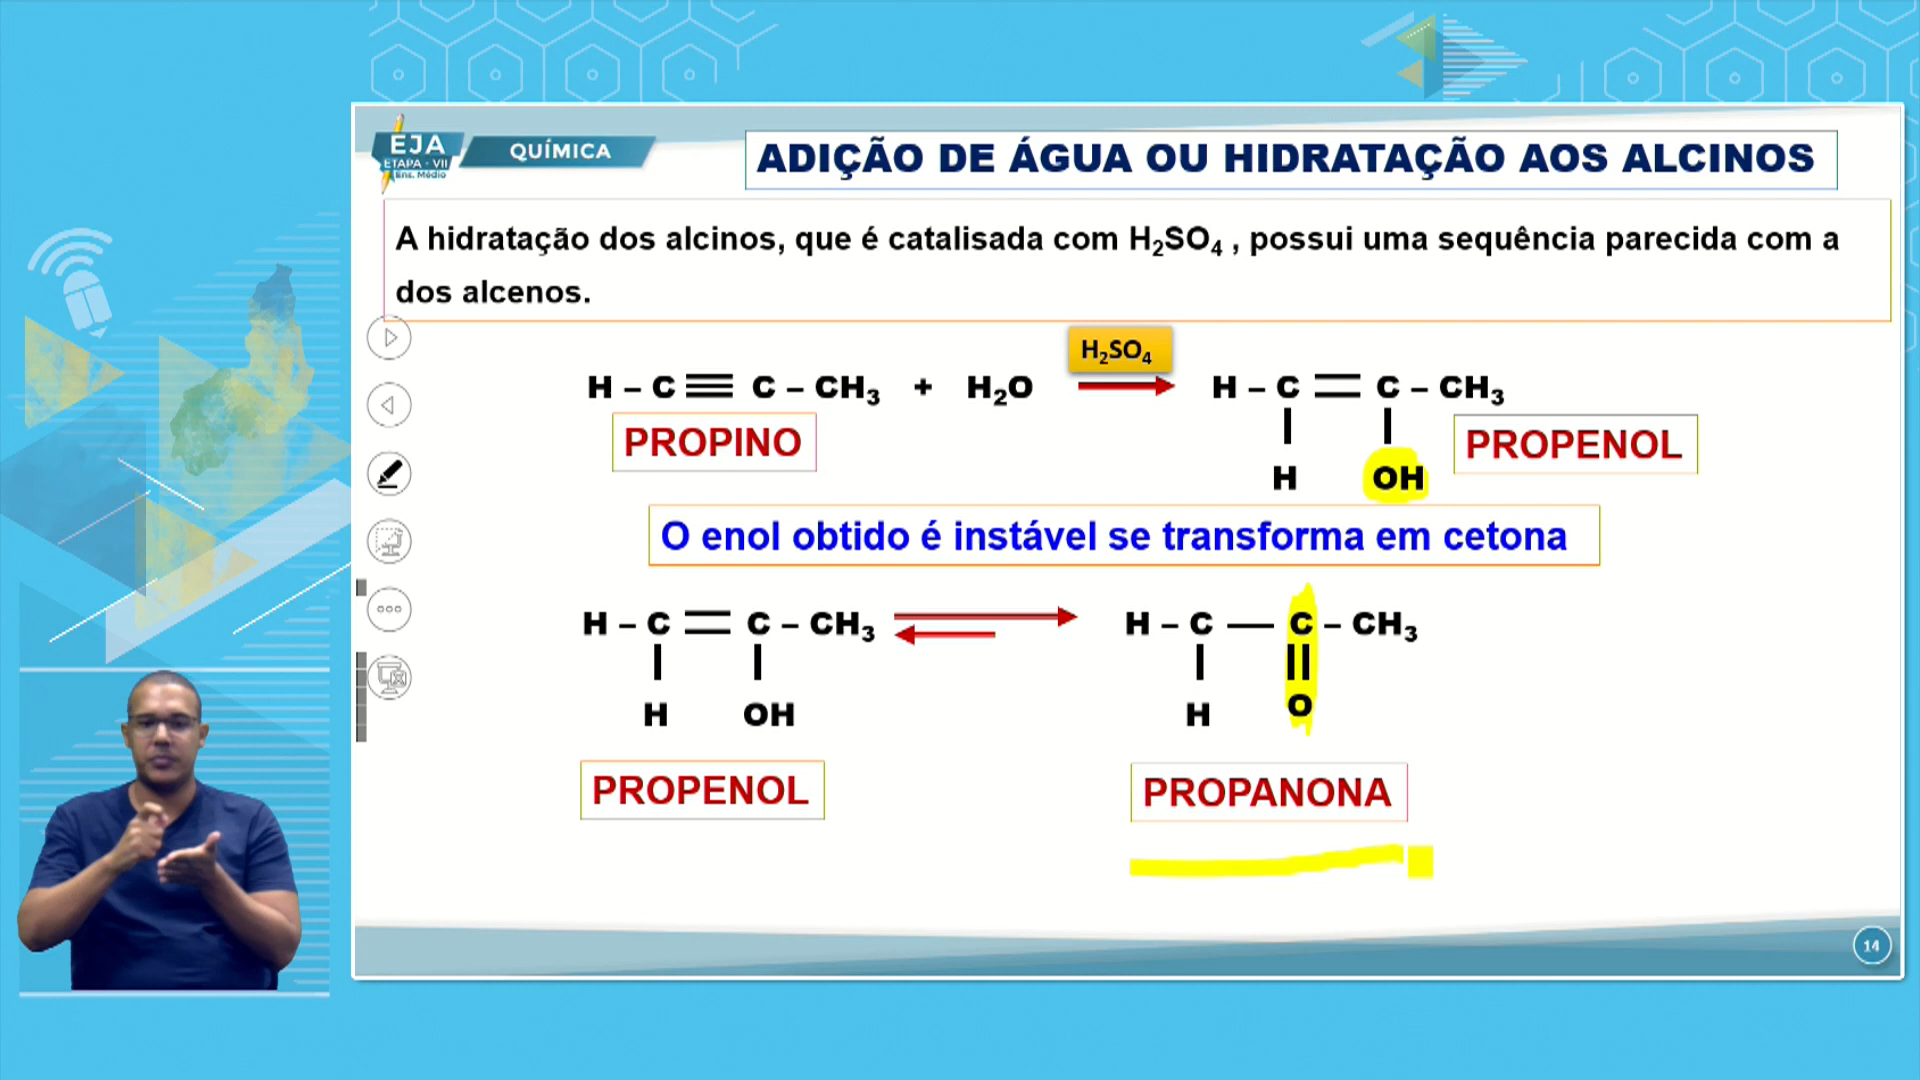 EJA
ETAPA - VII
Ens. Médio
QUÍMICA
ADIÇÃO DE ÁGUA OU HIDRATAÇÃO AOS ALCINOS
A hidratação dos alcinos, que é catalisada com H₂SO₄ , possui uma sequência parecida com a
dos alcenos.
H₂SO₄
H – C ≡ C – CH₃ + H₂O → H – C = C – CH₃
PROPINO
PROPENOL
H OH
O enol obtido é instável se transforma em cetona
H – C = C – CH₃ ⇄ H – C — C – CH₃
H OH H O
PROPENOL
PROPANONA
14